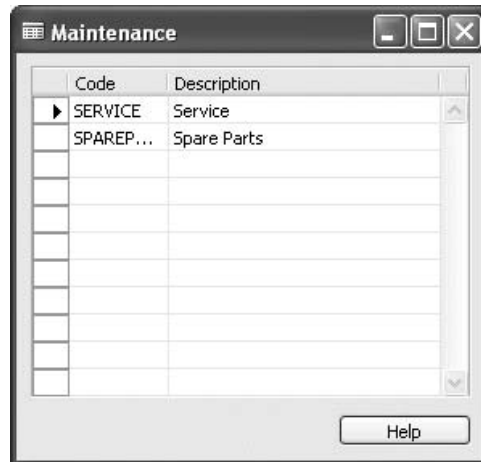 Maintenance
Code Description
SERVICE Service
SPAREP... Spare Parts
Help